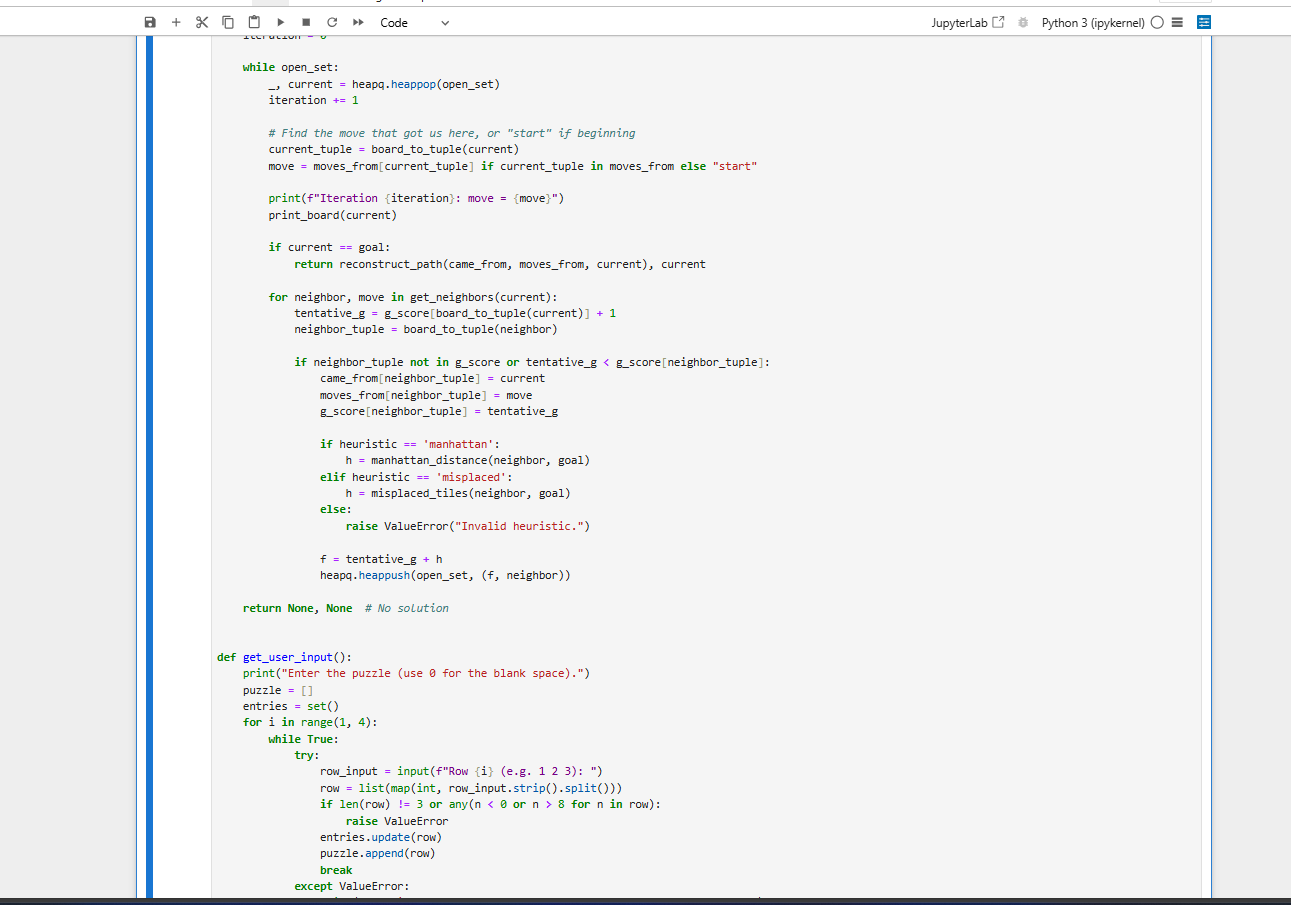 Code
JupyterLab
Python 3 (ipykernel)
iteration = 0
while open_set:
_, current = heapq.heappop(open_set)
iteration += 1
# Find the move that got us here, or "start" if beginning
current_tuple = board_to_tuple(current)
move = moves_from[current_tuple] if current_tuple in moves_from else "start"
print(f"Iteration {iteration}: move = {move}")
print_board(current)
if current == goal:
return reconstruct_path(came_from, moves_from, current), current
for neighbor, move in get_neighbors(current):
tentative_g = g_score[board_to_tuple(current)] + 1
neighbor_tuple = board_to_tuple(neighbor)
if neighbor_tuple not in g_score or tentative_g < g_score[neighbor_tuple]:
came_from[neighbor_tuple] = current
moves_from[neighbor_tuple] = move
g_score[neighbor_tuple] = tentative_g
if heuristic == 'manhattan':
h = manhattan_distance(neighbor, goal)
elif heuristic == 'misplaced':
h = misplaced_tiles(neighbor, goal)
else:
raise ValueError("Invalid heuristic.")
f = tentative_g + h
heapq.heappush(open_set, (f, neighbor))
return None, None  # No solution
def get_user_input():
print("Enter the puzzle (use 0 for the blank space).")
puzzle = []
entries = set()
for i in range(1, 4):
while True:
try:
row_input = input(f"Row {i} (e.g. 1 2 3): ")
row = list(map(int, row_input.strip().split()))
if len(row) != 3 or any(n < 0 or n > 8 for n in row):
raise ValueError
entries.update(row)
puzzle.append(row)
break
except ValueError: